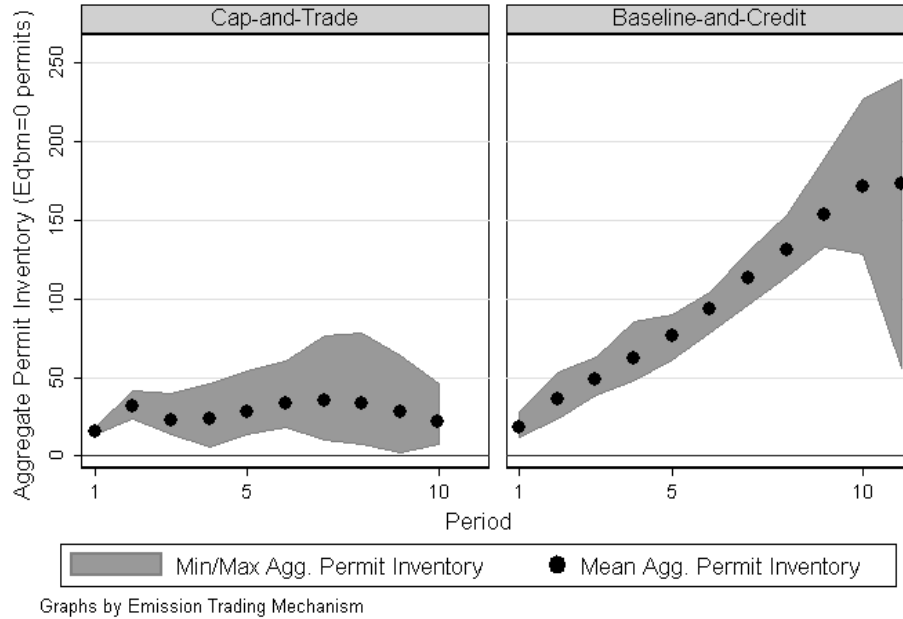 Cap-and-Trade
Baseline-and-Credit
Aggregate Permit Inventory (Eq'bm=0 permits)
250
200
150
100
50
0
1
5
10
1
5
10
Period
Min/Max Agg. Permit Inventory
Mean Agg. Permit Inventory
Graphs by Emission Trading Mechanism